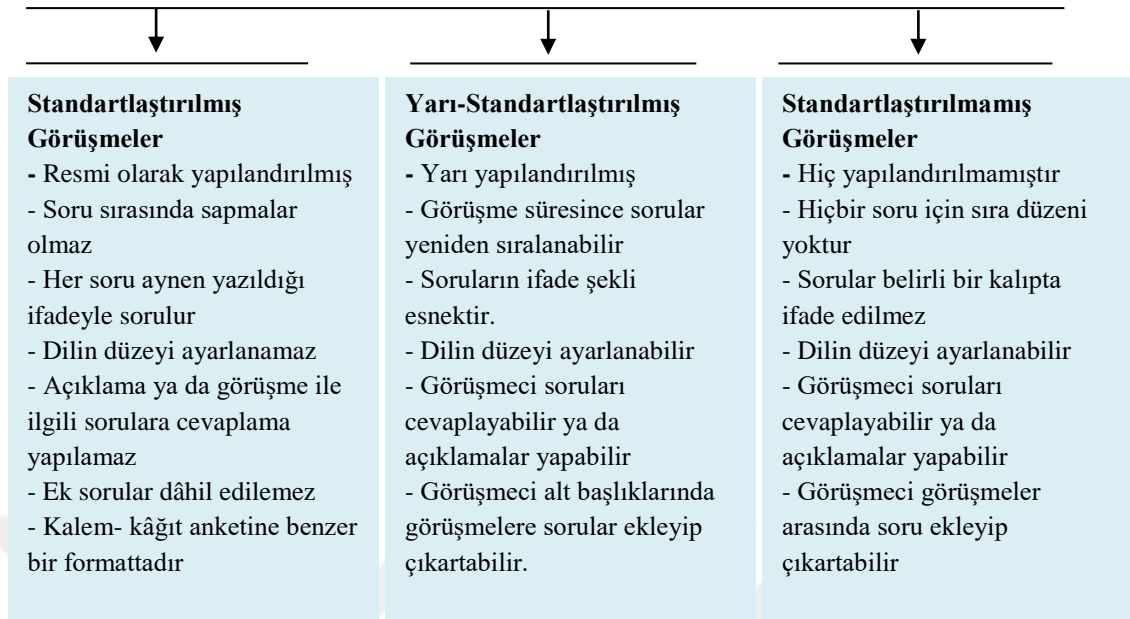 Standartlaştırılmış
Görüşmeler
- Resmi olarak yapılandırılmış
- Soru sırasında sapmalar
olmaz
- Her soru aynen yazıldığı
ifadeyle sorulur
- Dilin düzeyi ayarlanamaz
- Açıklama ya da görüşme ile
ilgili sorulara cevaplama
yapılamaz
- Ek sorular dâhil edilemez
- Kalem- kâğıt anketine benzer
bir formattadır
Yarı-Standartlaştırılmış
Görüşmeler
- Yarı yapılandırılmış
- Görüşme süresince sorular
yeniden sıralanabilir
- Soruların ifade şekli
esnektir.
- Dilin düzeyi ayarlanabilir
- Görüşmeci soruları
cevaplayabilir ya da
açıklamalar yapabilir
- Görüşmeci alt başlıklarında
görüşmelere sorular ekleyip
çıkartabilir.
Standartlaştırılmamış
Görüşmeler
- Hiç yapılandırılmamıştır
- Hiçbir soru için sıra düzeni
yoktur
- Sorular belirli bir kalıpta
ifade edilmez
- Dilin düzeyi ayarlanabilir
- Görüşmeci soruları
cevaplayabilir ya da
açıklamalar yapabilir
- Görüşmeci görüşmeler
arasında soru ekleyip
çıkartabilir